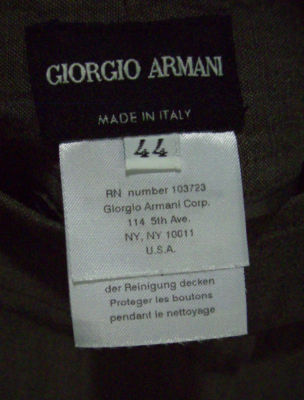 GIORGIO ARMANI
MADE IN ITALY
44
RN number 103723
Giorgio Armani Corp.
114 5th Ave.
NY, NY 10011
U.S.A.
der Reinigung decken
Proteger les boutons
pendant le nettoyage